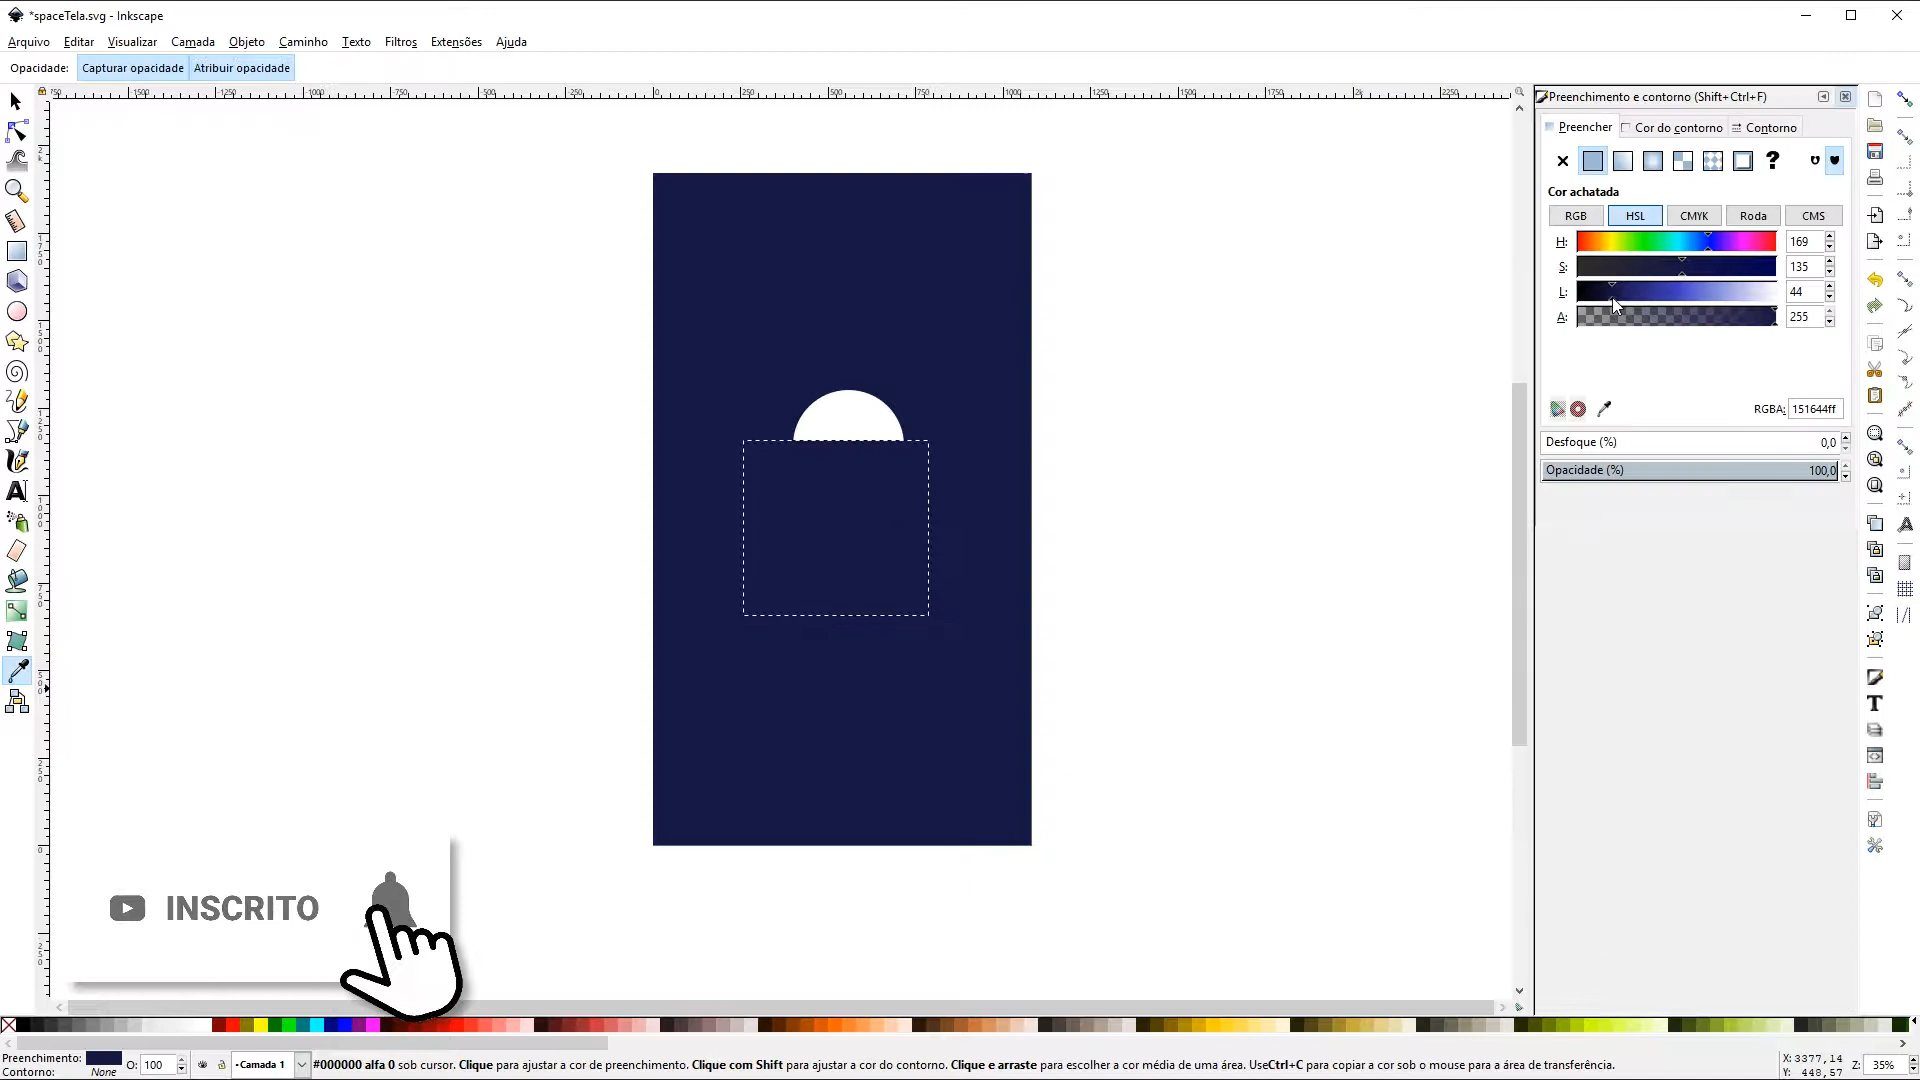 *spaceTela.svg - Inkscape
Arquivo Editar Visualizar Camada Objeto Caminho Texto Filtros Extensões Ajuda
Opacidade: Capturar opacidade Atribuir opacidade
Preenchimento e contorno (Shift+Ctrl+F)
Preencher Cor do contorno Contorno
Cor achatada
RGB HSL CMYK Roda CMS
H: 169
S: 135
L: 44
A: 255
RGBA: 151644ff
Desfoque (%) 0,0
Opacidade (%) 100,0
INSCRITO
Preenchimento:
Contorno: None
O: 100
•Camada 1
#000000 alfa 0 sob cursor. Clique para ajustar a cor de preenchimento. Clique com Shift para ajustar a cor do contorno. Clique e arraste para escolher a cor média de uma área. UseCtrl+C para copiar a cor sob o mouse para a área de transferência.
X: 3377,14
Y: 448,57
Z: 35%